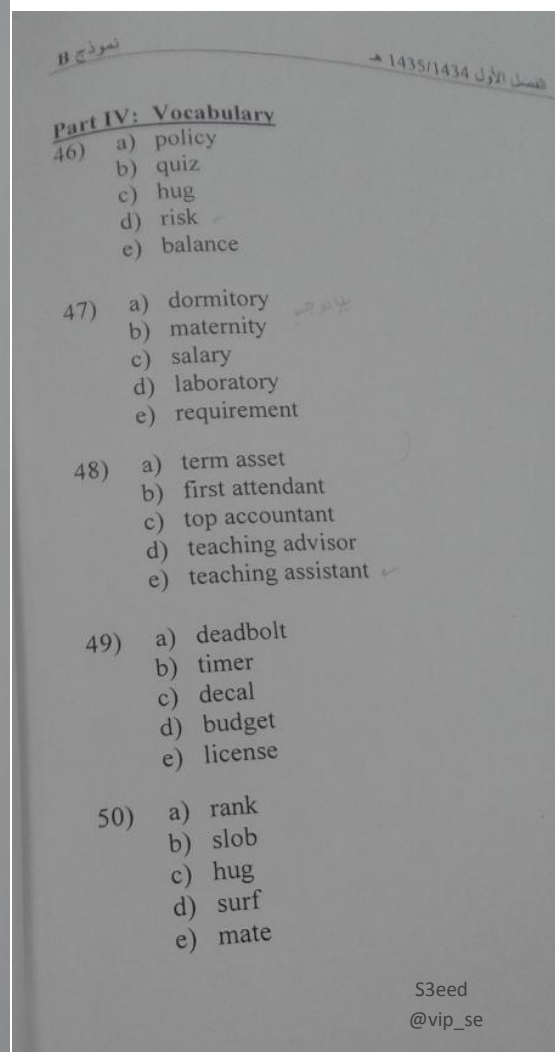 نموذج B
الفصل الأول 1435/1434 هـ
Part IV: Vocabulary
46) a) policy
b) quiz
c) hug
d) risk
e) balance
47) a) dormitory
b) maternity
c) salary
d) laboratory
e) requirement
48) a) term asset
b) first attendant
c) top accountant
d) teaching advisor
e) teaching assistant
49) a) deadbolt
b) timer
c) decal
d) budget
e) license
50) a) rank
b) slob
c) hug
d) surf
e) mate
S3eed
@vip_se